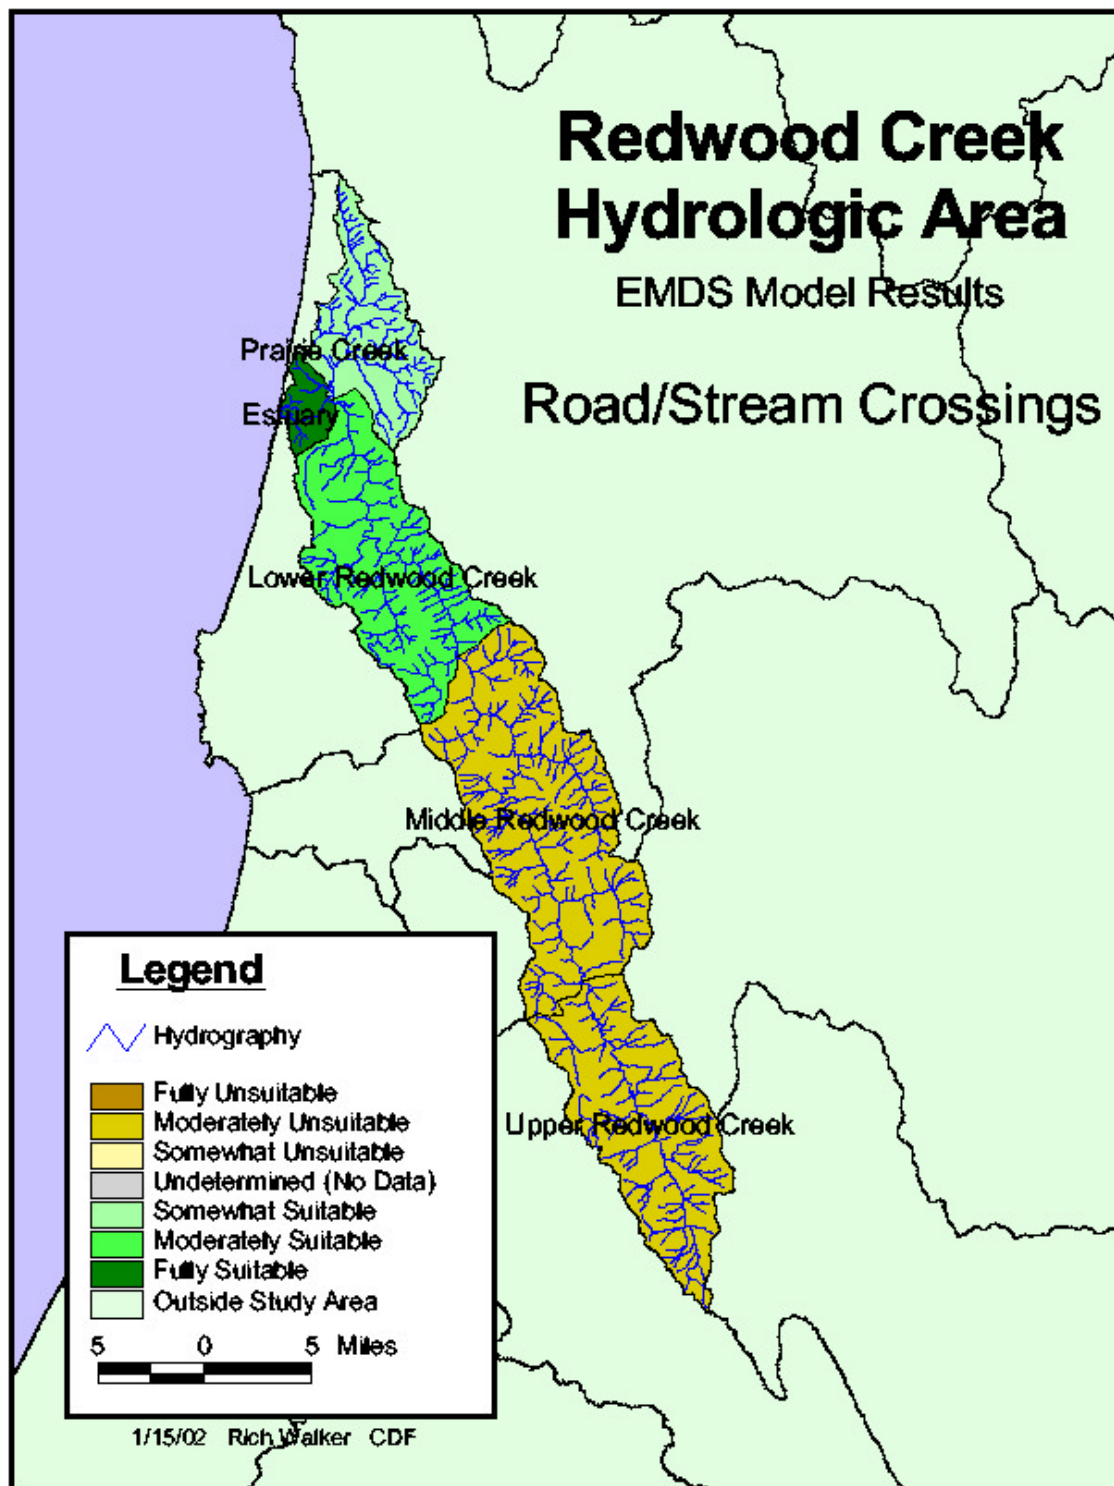 Redwood Creek
Hydrologic Area
EMDS Model Results
Road/Stream Crossings
Prairie Creek
Estuary
Lower Redwood Creek
Middle Redwood Creek
Upper Redwood Creek
Legend
Hydrography
Fully Unsuitable
Moderately Unsuitable
Somewhat Unsuitable
Undetermined (No Data)
Somewhat Suitable
Moderately Suitable
Fully Suitable
Outside Study Area
5 0 5 Miles
1/15/02 Rich Walker CDF